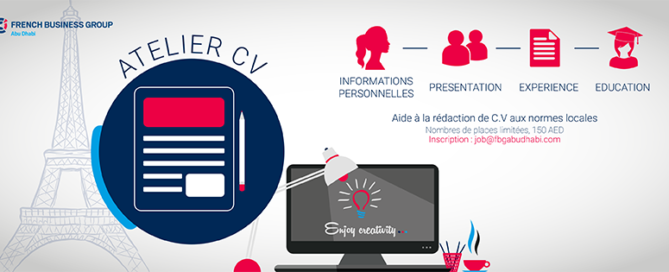 FRENCH BUSINESS GROUP
Abu Dhabi
ATELIER CV
INFORMATIONS
PERSONNELLES
PRESENTATION
EXPERIENCE
EDUCATION
Aide à la rédaction de C.V aux normes locales
Nombres de places limitées, 150 AED
Inscription : job@fbgabudhabi.com
Enjoy creativity...